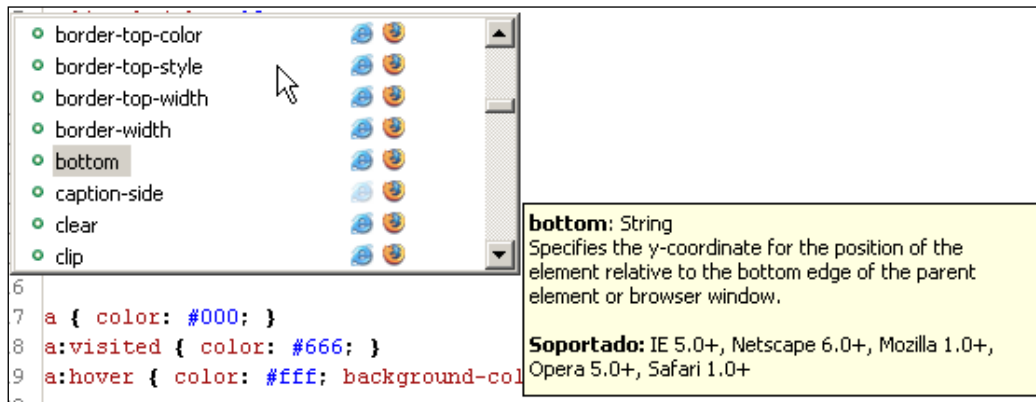 border-top-color
border-top-style
border-top-width
border-width
bottom
caption-side
clear
clip
bottom: String
Specifies the y-coordinate for the position of the
element relative to the bottom edge of the parent
element or browser window.
Soportado: IE 5.0+, Netscape 6.0+, Mozilla 1.0+,
Opera 5.0+, Safari 1.0+
6
7 a { color: #000; }
8 a:visited { color: #666; }
9 a:hover { color: #fff; background-col